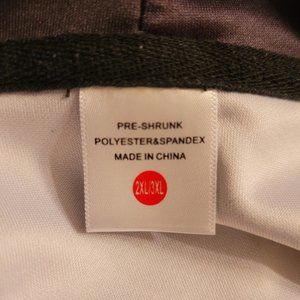 PRE-SHRUNK
POLYESTER&SPANDEX
MADE IN CHINA
2XL/3XL